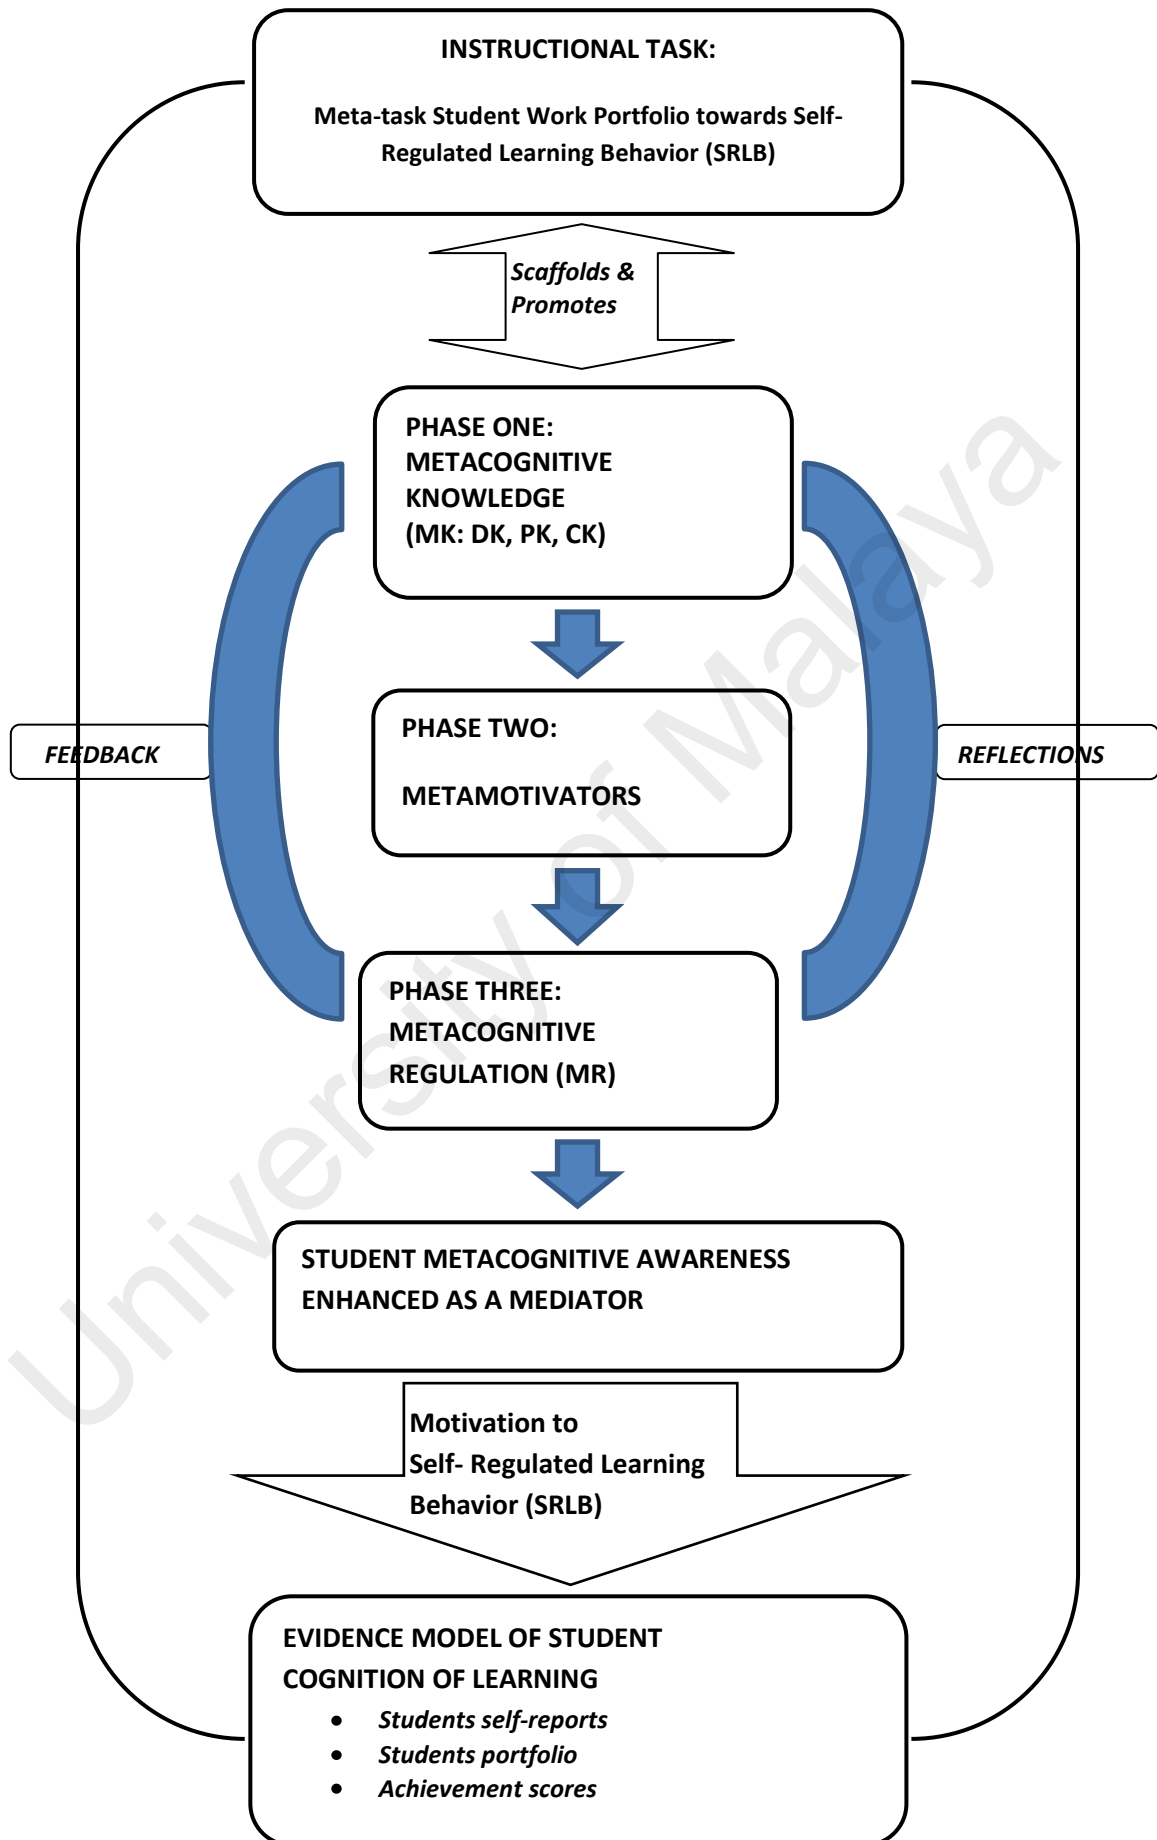 INSTRUCTIONAL TASK:
Meta-task Student Work Portfolio towards Self-
Regulated Learning Behavior (SRLB)
Scaffolds &
Promotes
PHASE ONE:
METACOGNITIVE
KNOWLEDGE
(MK: DK, PK, CK)
PHASE TWO:
METAMOTIVATORS
FEEDBACK
REFLECTIONS
PHASE THREE:
METACOGNITIVE
REGULATION (MR)
STUDENT METACOGNITIVE AWARENESS
ENHANCED AS A MEDIATOR
Motivation to
Self- Regulated Learning
Behavior (SRLB)
EVIDENCE MODEL OF STUDENT
COGNITION OF LEARNING
• Students self-reports
• Students portfolio
• Achievement scores
University of Malaya